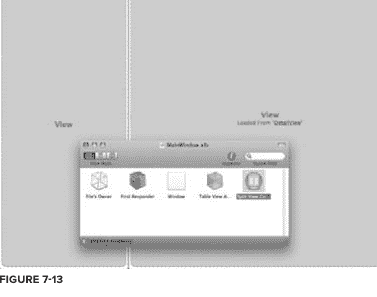 View
View
Loaded From "DetailView"
MainWindow.xib
File's Owner
First Responder
Window
Table View A...
Split View Co...
FIGURE 7-13